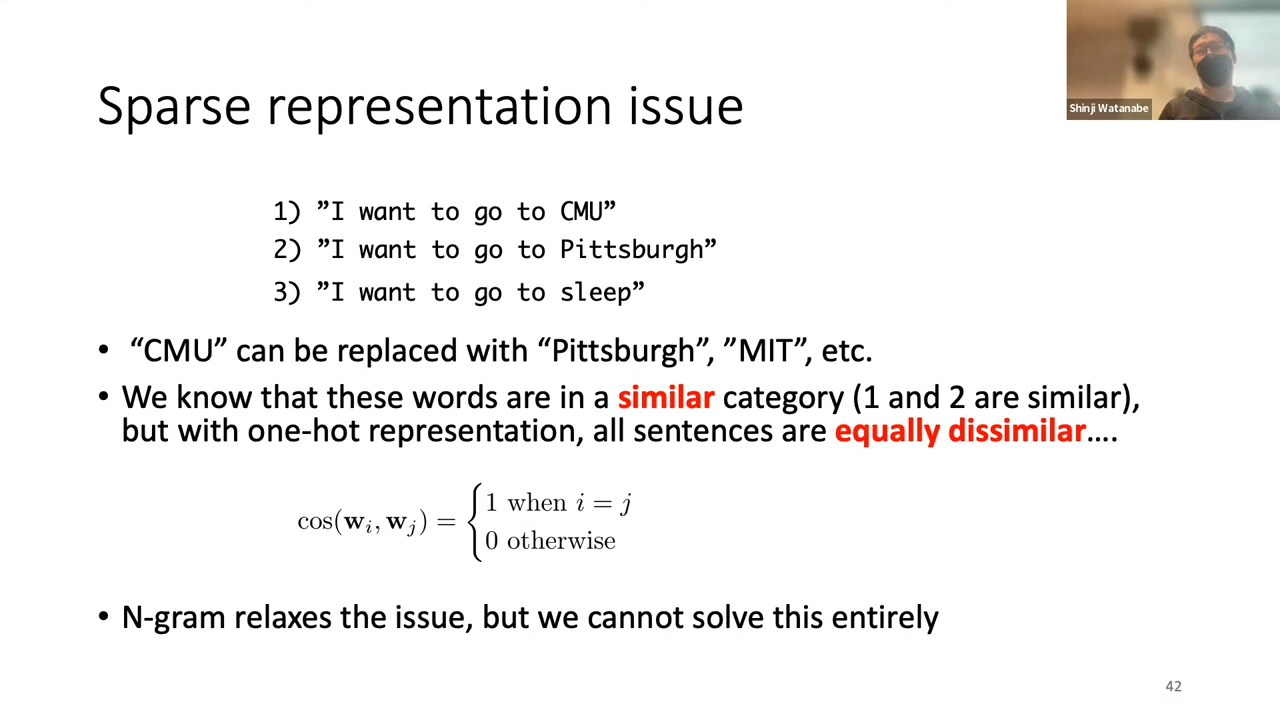 Shinji Watanabe
Sparse representation issue
1) ”I want to go to CMU”
2) ”I want to go to Pittsburgh”
3) ”I want to go to sleep”
• “CMU” can be replaced with “Pittsburgh”, ”MIT”, etc.
• We know that these words are in a similar category (1 and 2 are similar),
but with one-hot representation, all sentences are equally dissimilar….
cos(wᵢ, wⱼ) = { 1 when i = j
0 otherwise
• N-gram relaxes the issue, but we cannot solve this entirely
42